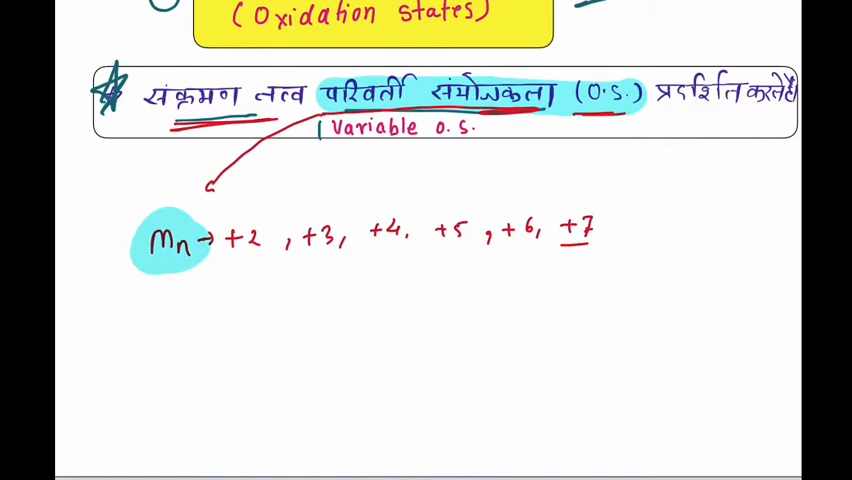 (Oxidation States)
संक्रमण तत्व परिवर्ती संयोजकता (O.S.) प्रदर्शित करते है
Variable O.S.
Mn → +2, +3, +4, +5, +6, +7